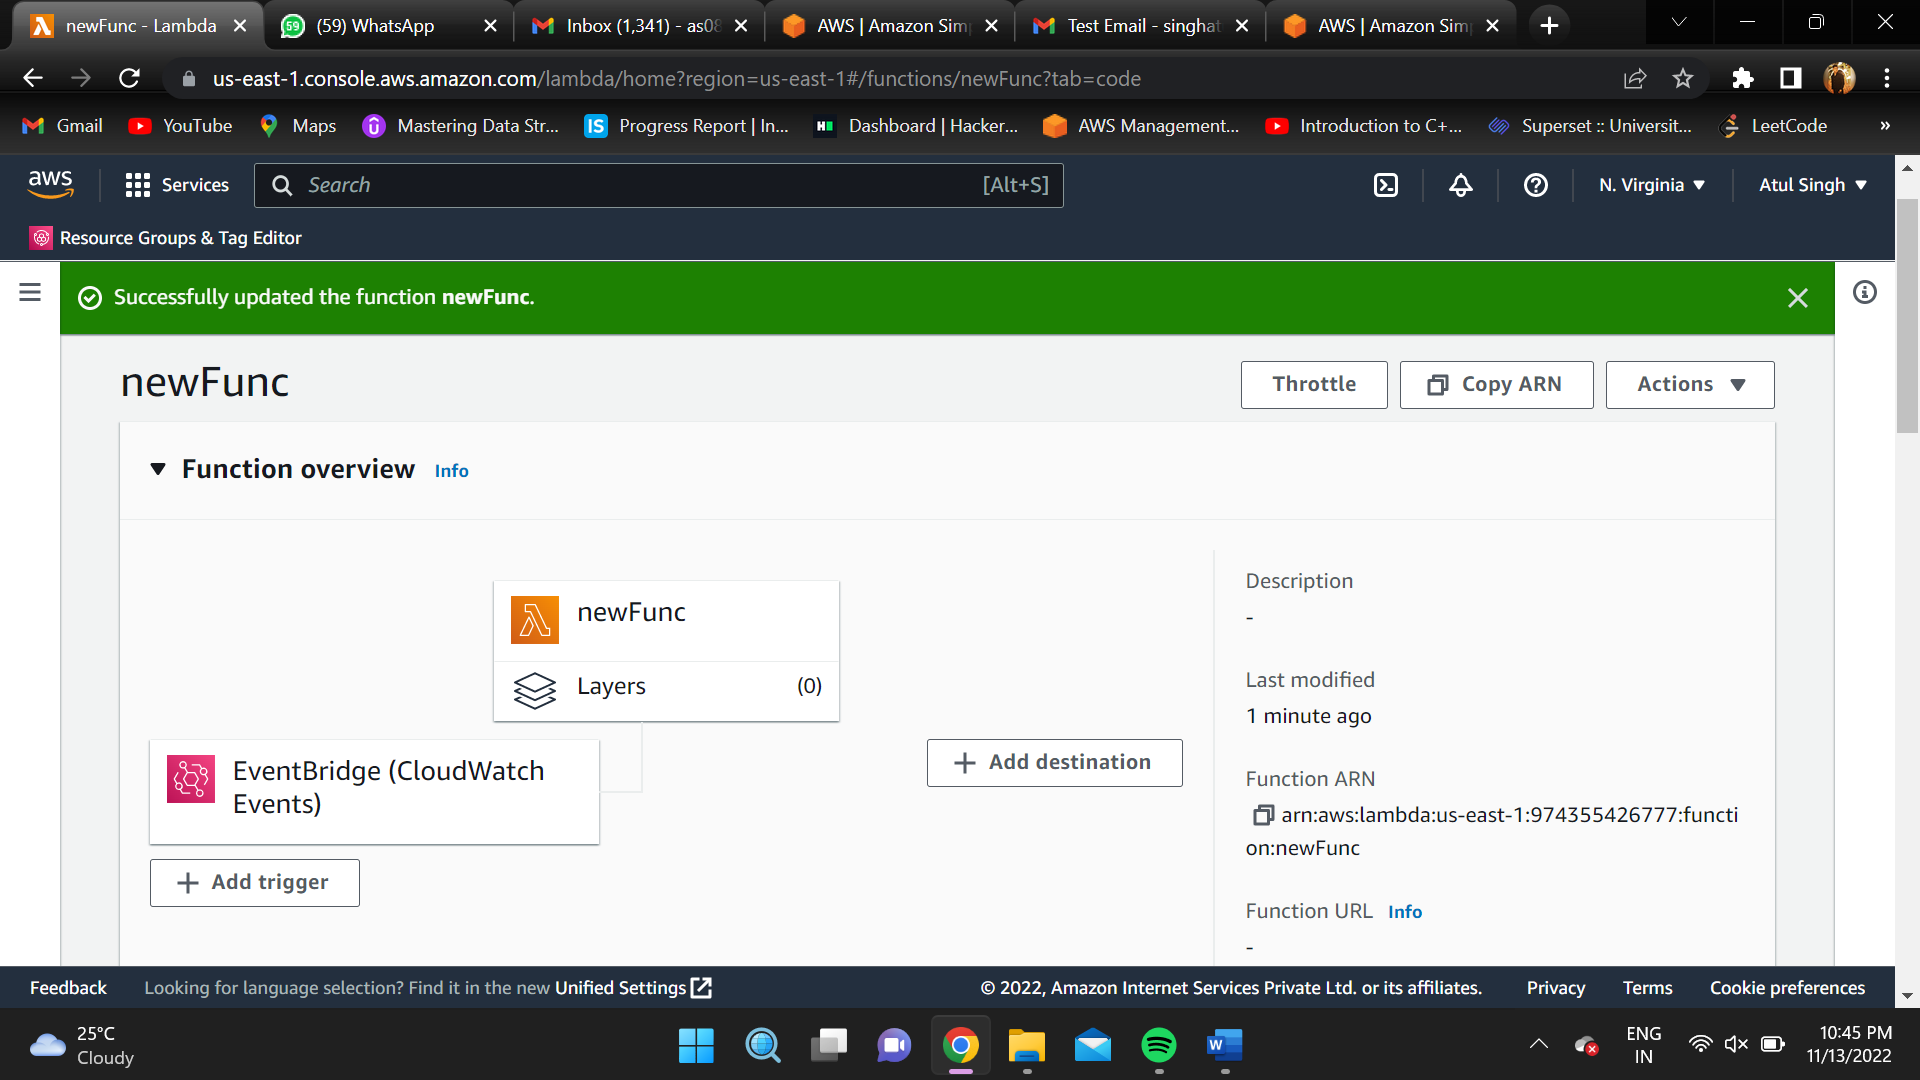 newFunc - Lambda
(59) WhatsApp
Inbox (1,341) - as08
AWS | Amazon Sim
Test Email - singhat
AWS | Amazon Sim
us-east-1.console.aws.amazon.com/lambda/home?region=us-east-1#/functions/newFunc?tab=code
Gmail
YouTube
Maps
Mastering Data Str...
IS Progress Report | In...
Dashboard | Hacker...
AWS Management...
Introduction to C+...
Superset :: Universit...
LeetCode
»
aws
Services
Search [Alt+S]
N. Virginia
Atul Singh
Resource Groups & Tag Editor
Successfully updated the function newFunc.
newFunc
Throttle
Copy ARN
Actions
Function overview Info
newFunc
Layers (0)
EventBridge (CloudWatch
Events)
Add trigger
Add destination
Description
-
Last modified
1 minute ago
Function ARN
arn:aws:lambda:us-east-1:974355426777:functi
on:newFunc
Function URL Info
-
Feedback
Looking for language selection? Find it in the new Unified Settings
© 2022, Amazon Internet Services Private Ltd. or its affiliates.
Privacy
Terms
Cookie preferences
25°C
Cloudy
ENG
IN
10:45 PM
11/13/2022